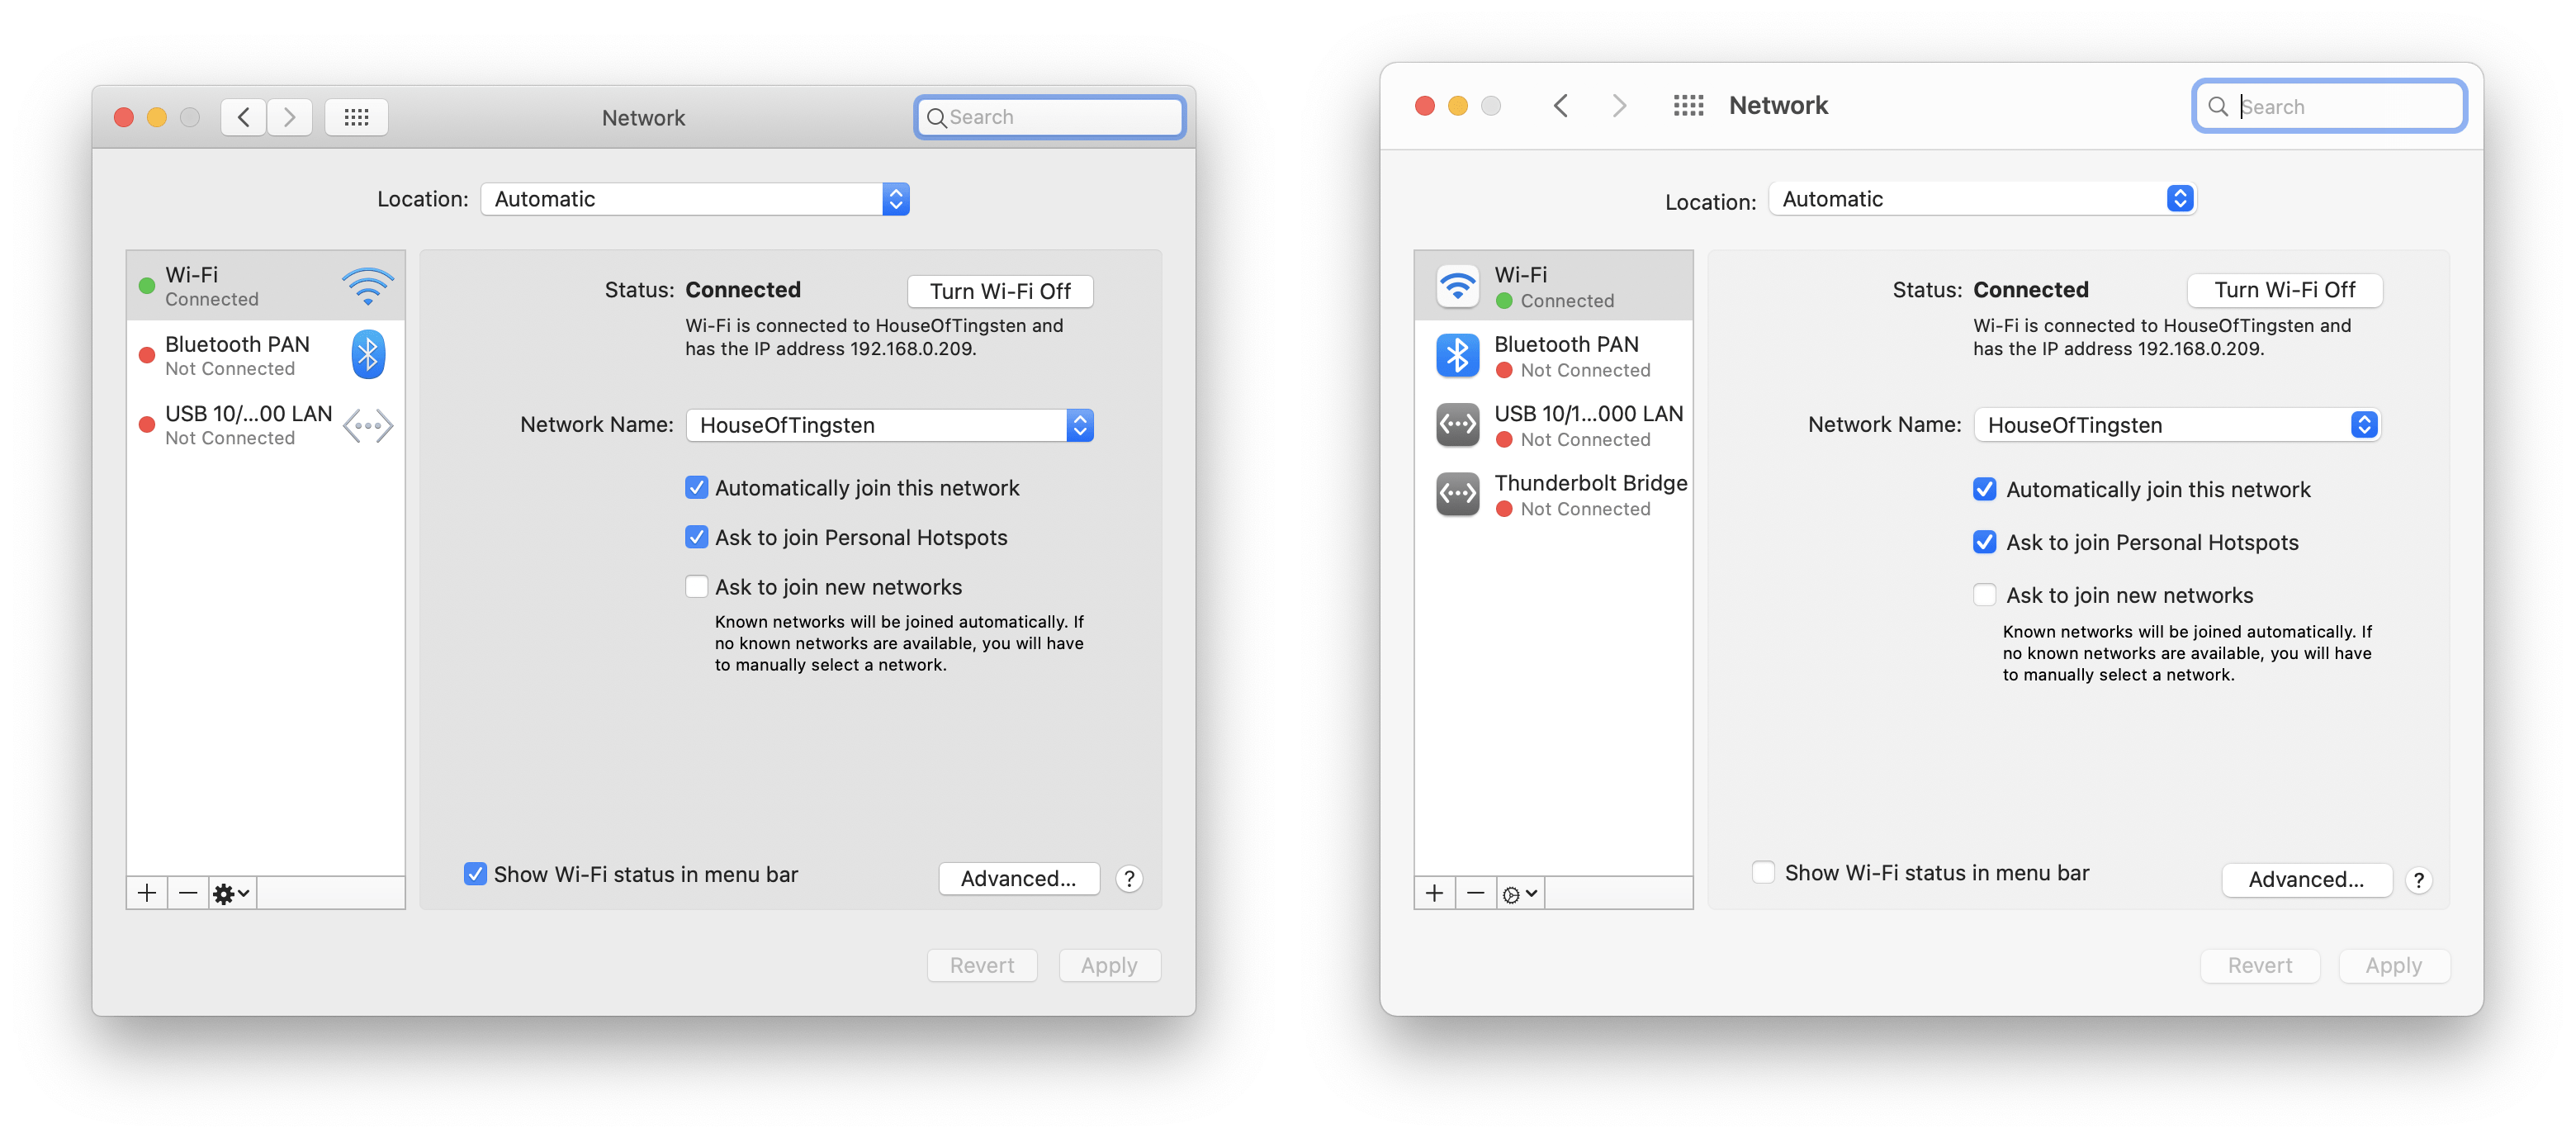 Network
Search
Location: Automatic
Wi-Fi
Connected
Bluetooth PAN
Not Connected
USB 10/...00 LAN
Not Connected
Status: Connected
Turn Wi-Fi Off
Wi-Fi is connected to HouseOfTingsten and
has the IP address 192.168.0.209.
Network Name: HouseOfTingsten
Automatically join this network
Ask to join Personal Hotspots
Ask to join new networks
Known networks will be joined automatically. If
no known networks are available, you will have
to manually select a network.
Show Wi-Fi status in menu bar
Advanced...
?
Revert
Apply
Network
Search
Location: Automatic
Wi-Fi
Connected
Bluetooth PAN
Not Connected
USB 10/1...000 LAN
Not Connected
Thunderbolt Bridge
Not Connected
Status: Connected
Turn Wi-Fi Off
Wi-Fi is connected to HouseOfTingsten and
has the IP address 192.168.0.209.
Network Name: HouseOfTingsten
Automatically join this network
Ask to join Personal Hotspots
Ask to join new networks
Known networks will be joined automatically. If
no known networks are available, you will have
to manually select a network.
Show Wi-Fi status in menu bar
Advanced...
?
Revert
Apply